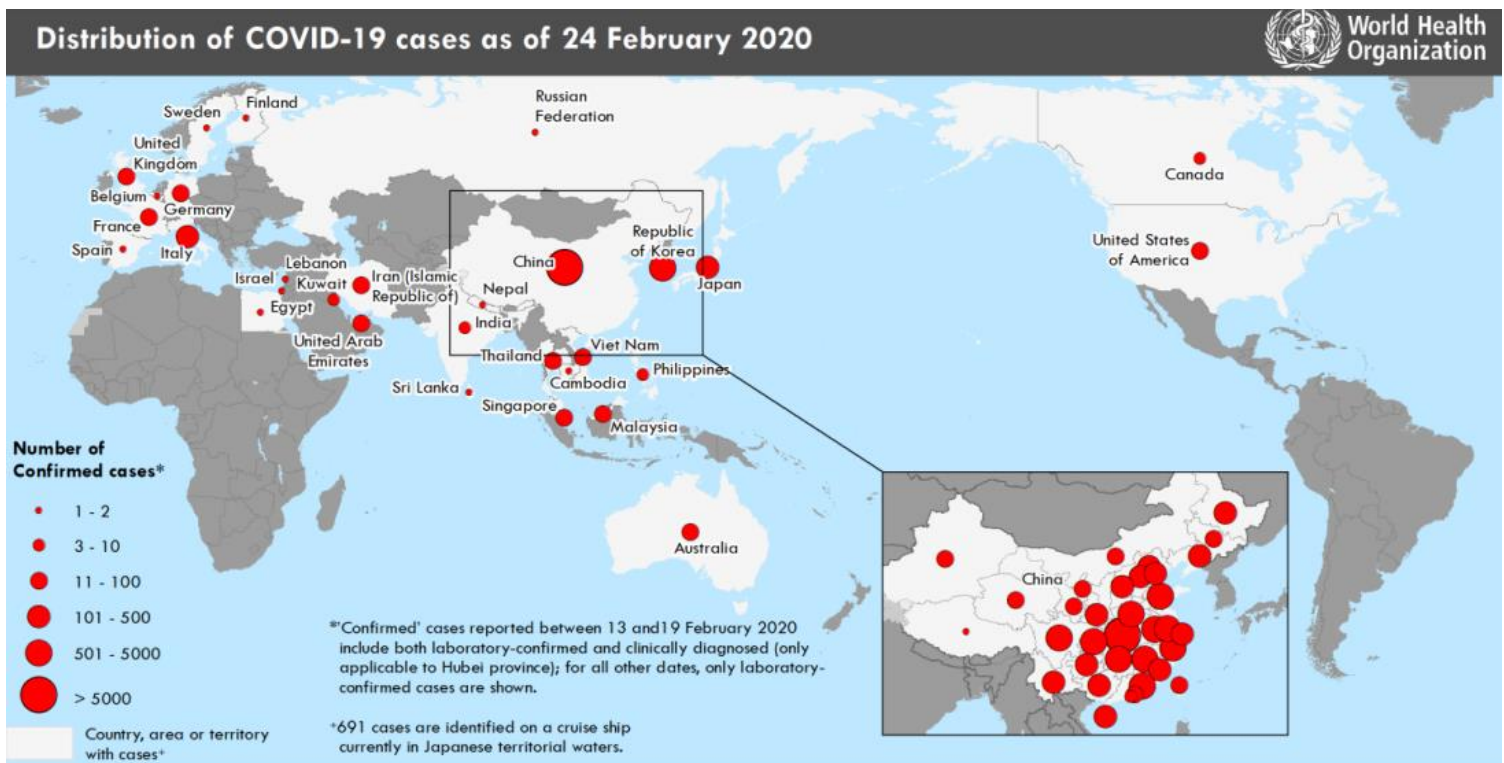 Distribution of COVID-19 cases as of 24 February 2020
World Health
Organization
Sweden
Finland
Russian
Federation
United
Kingdom
Belgium
Germany
France
Spain
Italy
Canada
United States
of America
Republic
of Korea
China
Japan
Lebanon
Israel
Kuwait
Iran (Islamic
Republic of)
Egypt
Nepal
India
United Arab
Emirates
Thailand
Viet Nam
Cambodia
Philippines
Sri Lanka
Singapore
Malaysia
Australia
China
Number of
Confirmed cases*
1 - 2
3 - 10
11 - 100
101 - 500
501 - 5000
> 5000
Country, area or territory
with cases⁺
*'Confirmed' cases reported between 13 and19 February 2020
include both laboratory-confirmed and clinically diagnosed (only
applicable to Hubei province); for all other dates, only laboratory-
confirmed cases are shown.
⁺691 cases are identified on a cruise ship
currently in Japanese territorial waters.